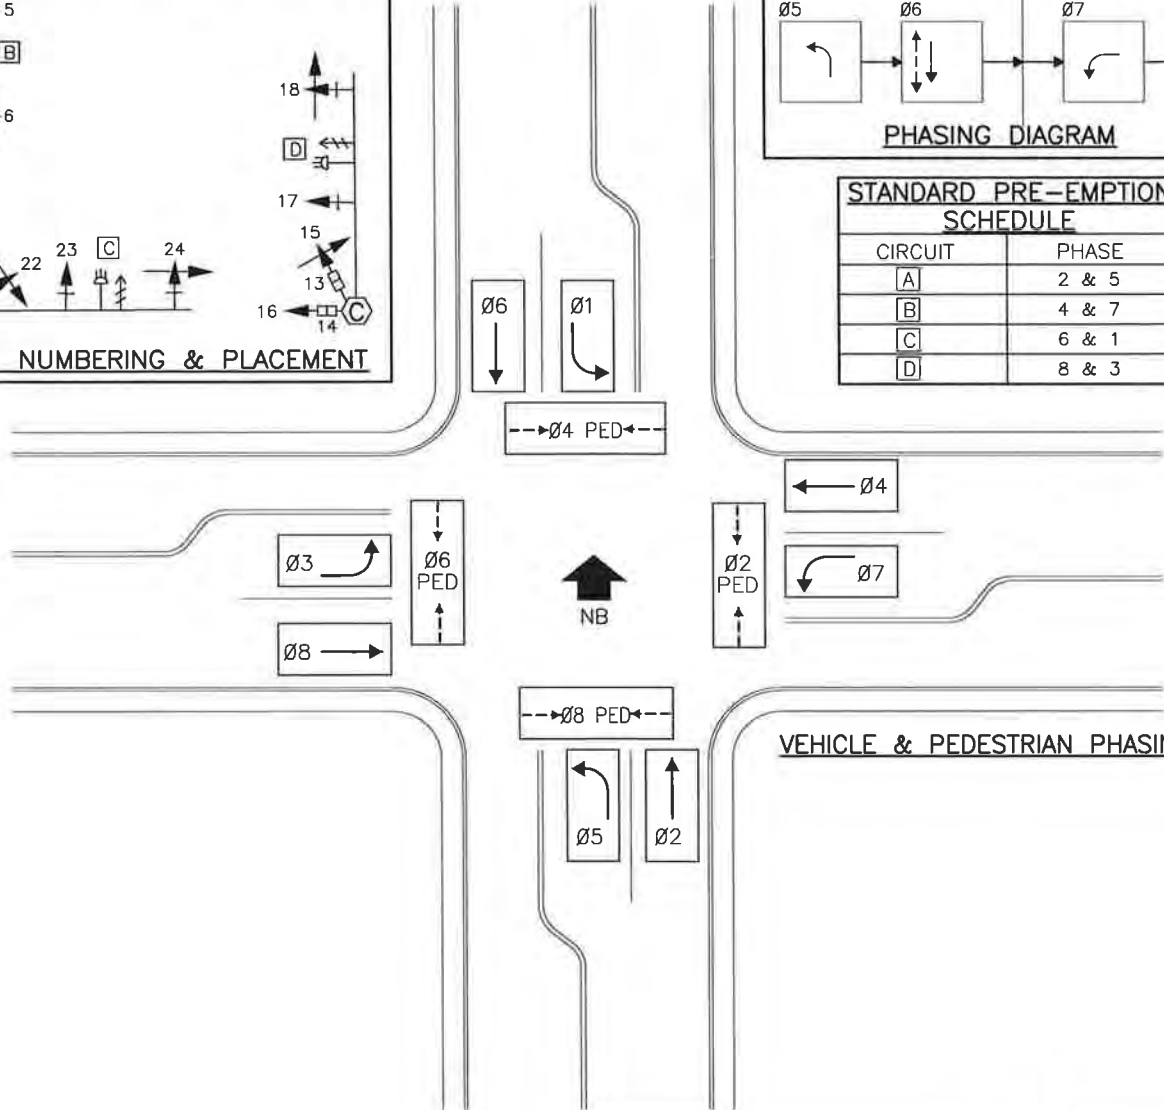 5
B
6
18
D
17
15
13
16
14
C
22
23
C
24
NUMBERING & PLACEMENT
Ø5
Ø6
Ø7
PHASING DIAGRAM
STANDARD PRE-EMPTION
SCHEDULE
CIRCUIT PHASE
A 2 & 5
B 4 & 7
C 6 & 1
D 8 & 3
Ø6
Ø1
Ø4 PED
Ø4
Ø3
Ø6
PED
Ø2
PED
Ø7
NB
Ø8
Ø8 PED
VEHICLE & PEDESTRIAN
Ø5
Ø2